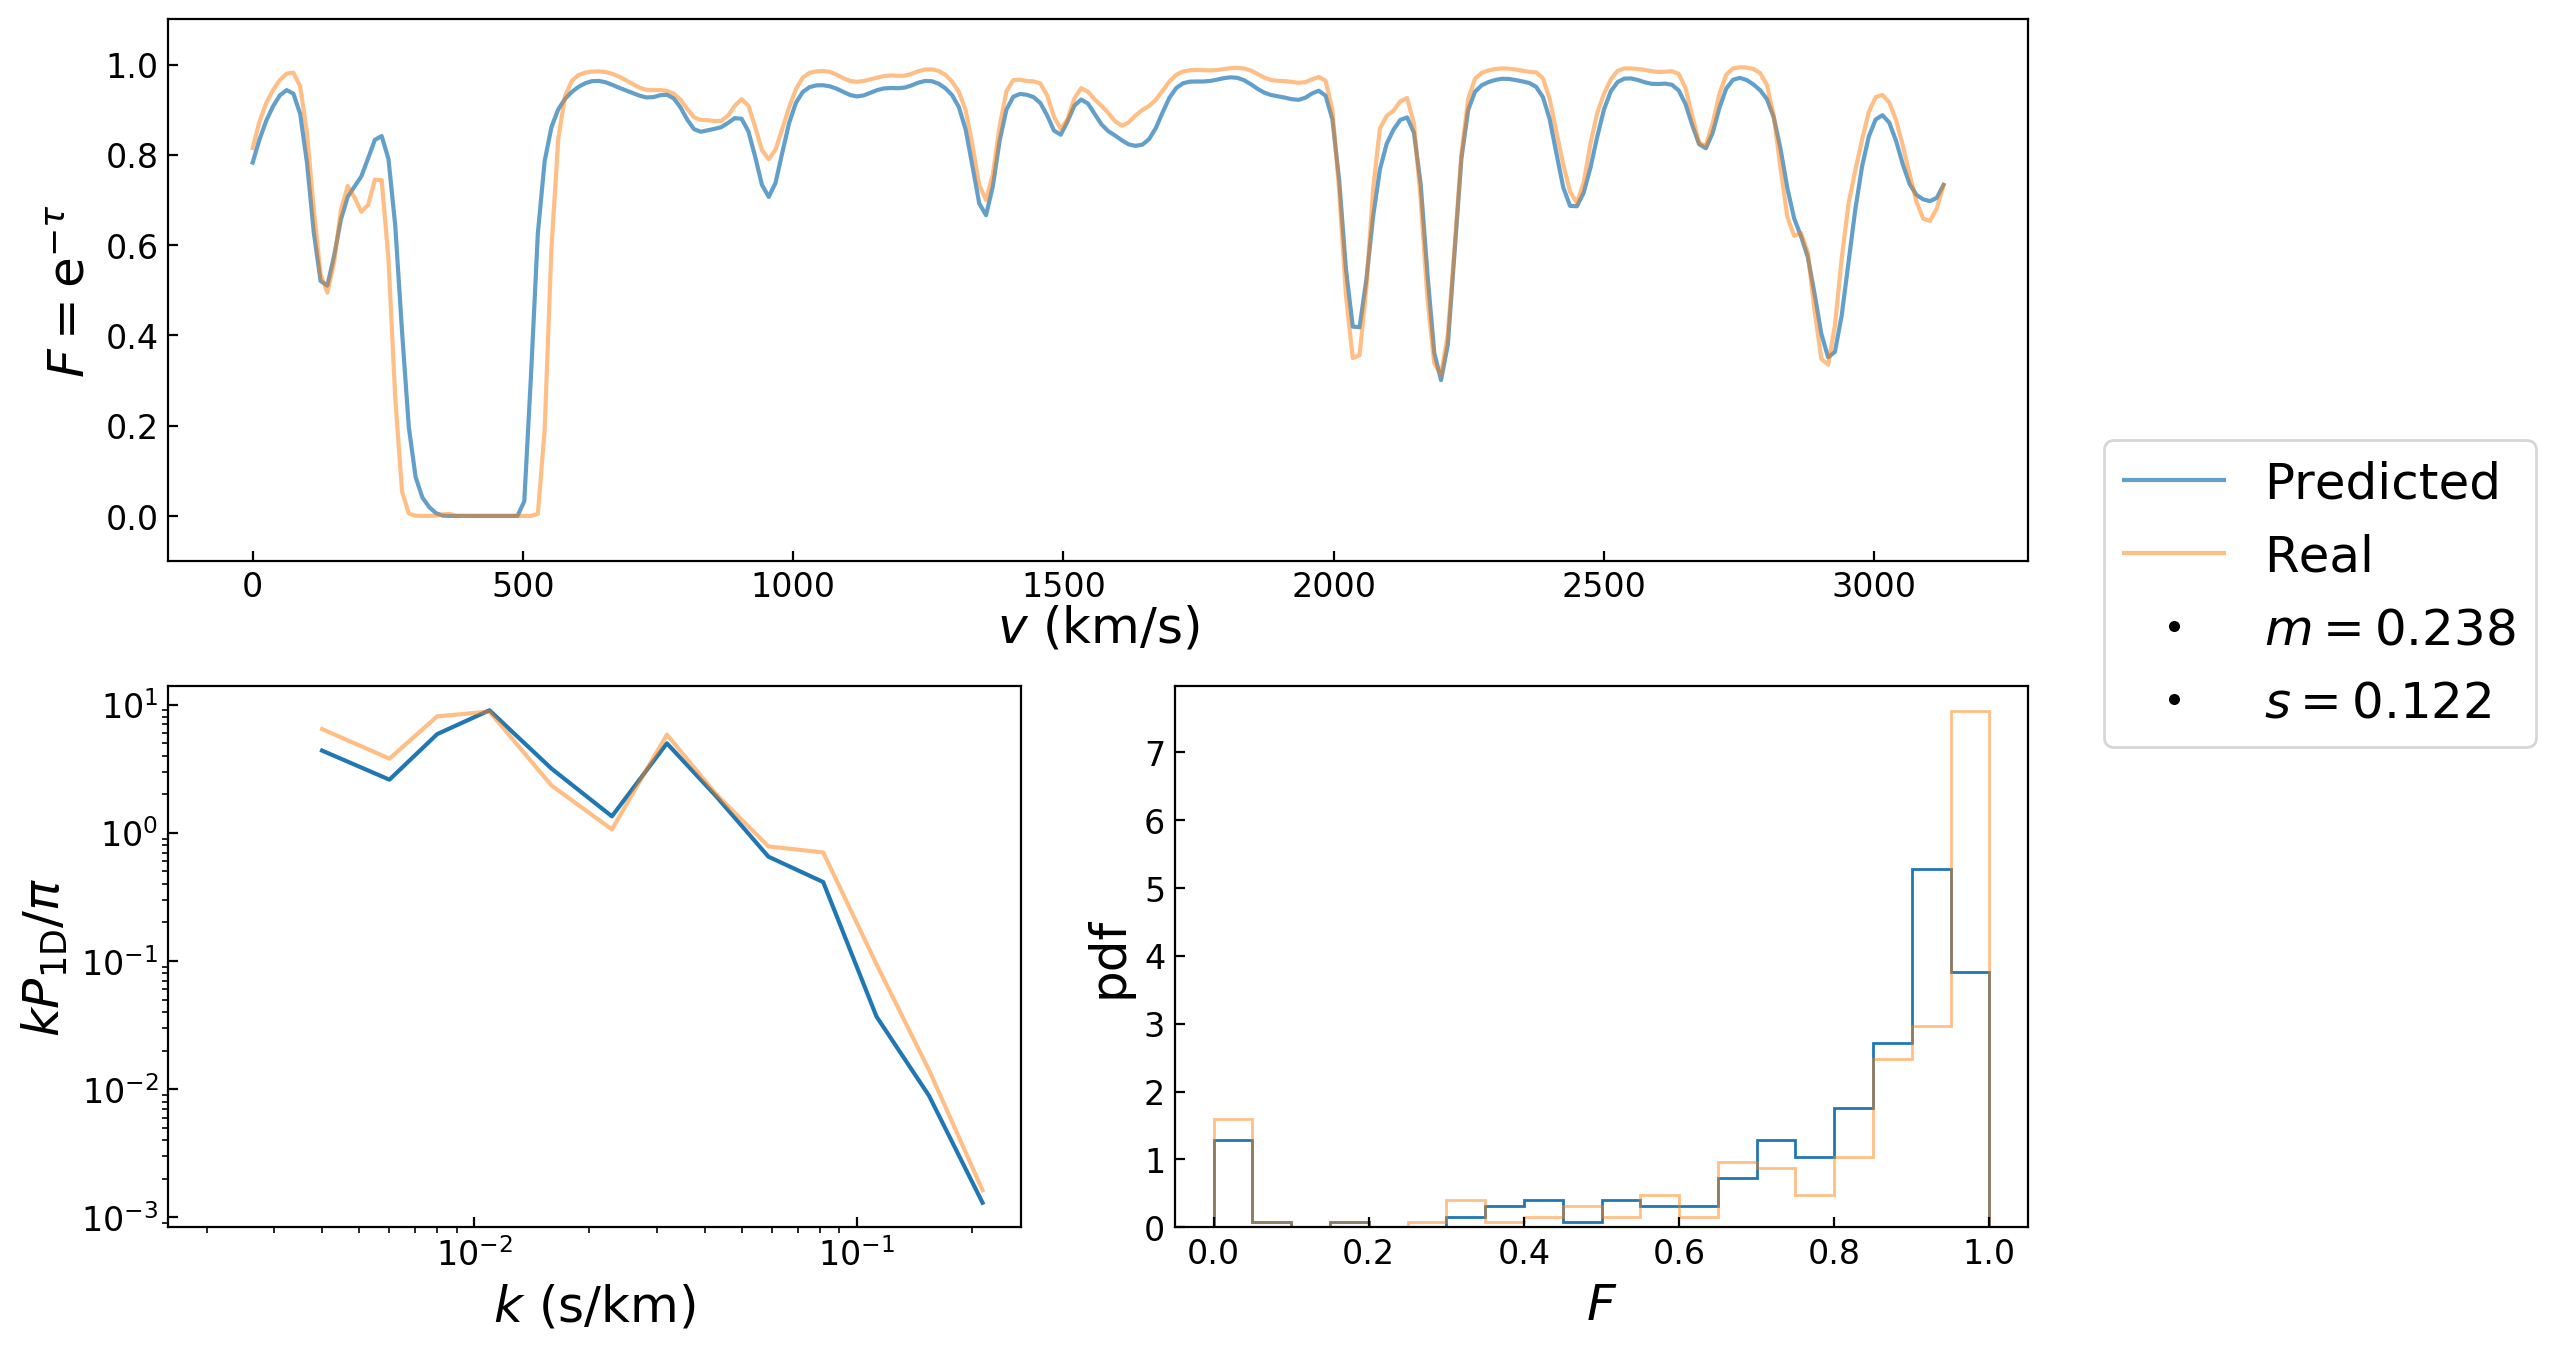 1.0
0.8
0.6
0.4
0.2
0.0
F = e^{−τ}
0 500 1000 1500 2000 2500 3000
v (km/s)
Predicted
Real
m = 0.238
s = 0.122
10^1
10^0
10^{−1}
10^{−2}
10^{−3}
kP_{1D}/π
10^{−2} 10^{−1}
k (s/km)
7
6
5
4
3
2
1
0
pdf
0.0 0.2 0.4 0.6 0.8 1.0
F